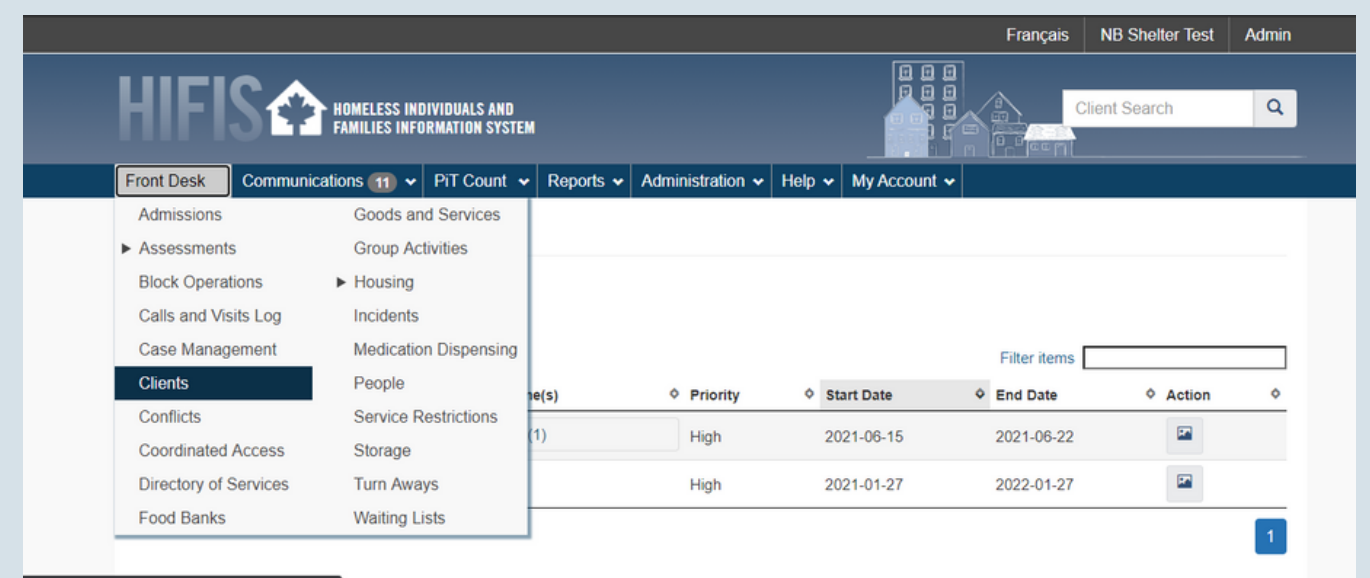 Français NB Shelter Test Admin
HIFIS HOMELESS INDIVIDUALS AND
FAMILIES INFORMATION SYSTEM
Client Search
Front Desk Communications 11 PiT Count Reports Administration Help My Account
Admissions Goods and Services
Assessments Group Activities
Block Operations Housing
Calls and Visits Log Incidents
Case Management Medication Dispensing
Filter items
Clients People
e(s) Priority Start Date End Date Action
Conflicts Service Restrictions
(1) High 2021-06-15 2021-06-22
Coordinated Access Storage
Directory of Services Turn Aways
High 2021-01-27 2022-01-27
Food Banks Waiting Lists
1